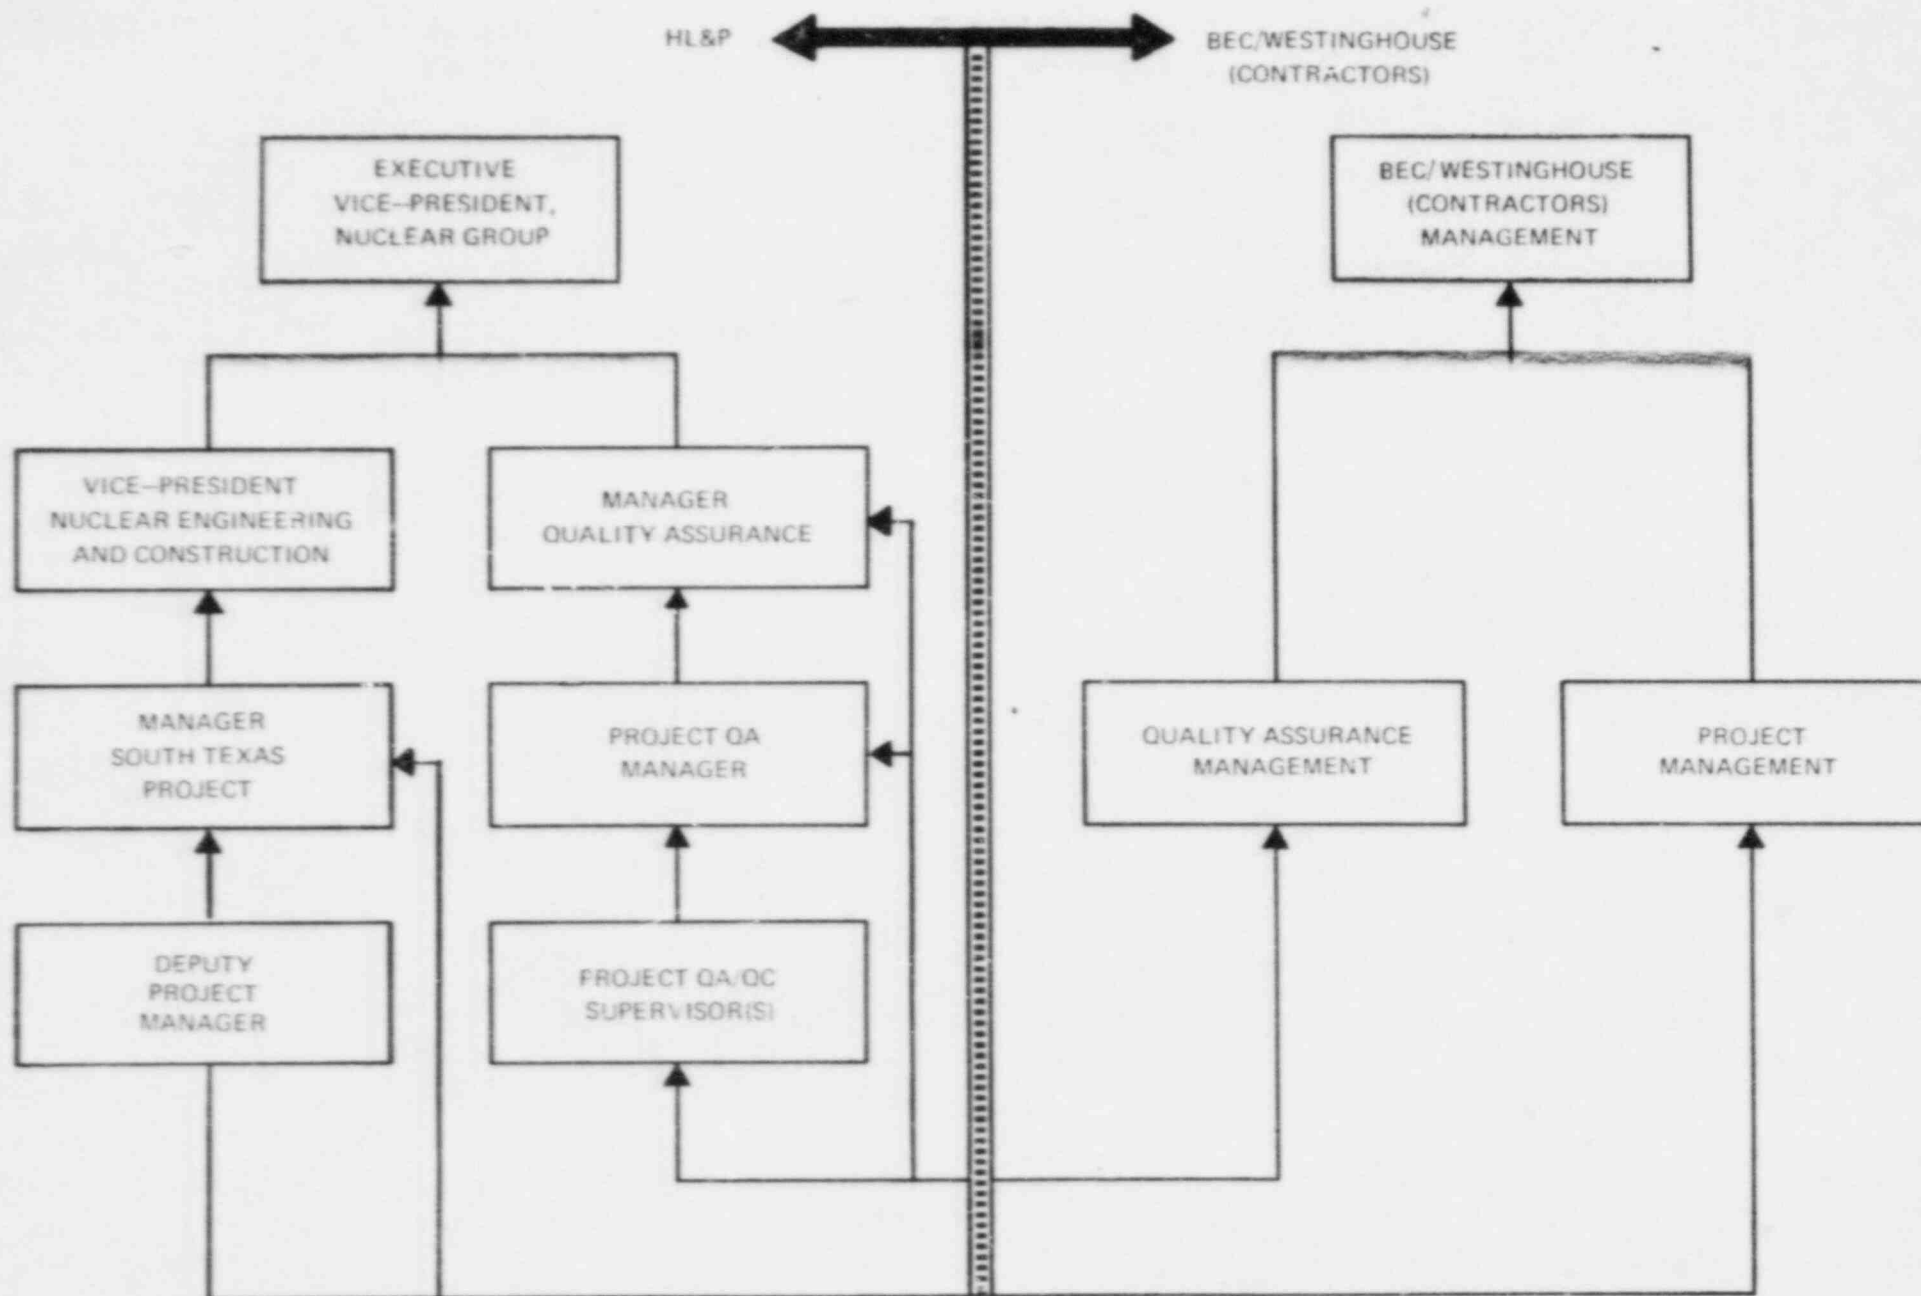 HL&P
BEC/WESTINGHOUSE
(CONTRACTORS)
EXECUTIVE
VICE–PRESIDENT,
NUCLEAR GROUP
BEC/WESTINGHOUSE
(CONTRACTORS)
MANAGEMENT
VICE–PRESIDENT
NUCLEAR ENGINEERING
AND CONSTRUCTION
MANAGER
QUALITY ASSURANCE
MANAGER
SOUTH TEXAS
PROJECT
PROJECT QA
MANAGER
QUALITY ASSURANCE
MANAGEMENT
PROJECT
MANAGEMENT
DEPUTY
PROJECT
MANAGER
PROJECT QA/QC
SUPERVISOR(S)